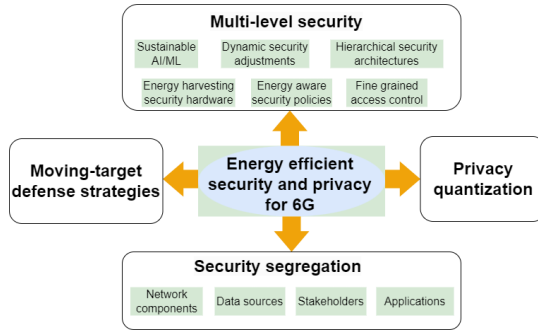 Multi-level security
Sustainable
AI/ML
Dynamic security
adjustments
Hierarchical security
architectures
Energy harvesting
security hardware
Energy aware
security policies
Fine grained
access control
Moving-target
defense strategies
Energy efficient
security and privacy
for 6G
Privacy
quantization
Security segregation
Network
components
Data sources
Stakeholders
Applications